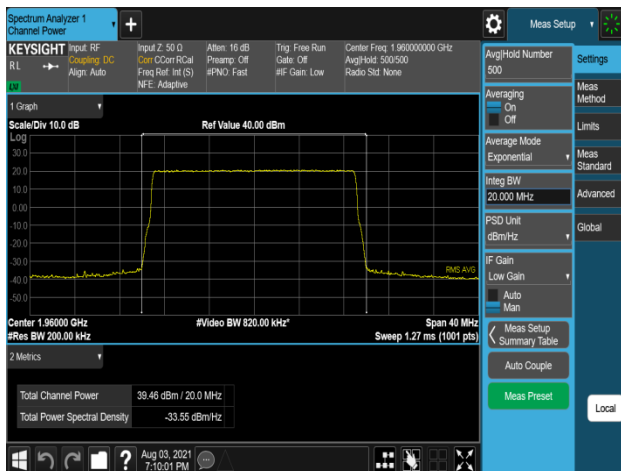 Spectrum Analyzer 1
Channel Power
Meas Setup
KEYSIGHT
RL
LU
Input: RF
Coupling: DC
Align: Auto
Input Z: 50 Ω
Corr CCorr RCal
Freq Ref: Int (S)
NFE: Adaptive
Atten: 16 dB
Preamp: Off
#PNO: Fast
Trig: Free Run
Gate: Off
#IF Gain: Low
Center Freq: 1.960000000 GHz
Avg|Hold: 500/500
Radio Std: None
1 Graph
Scale/Div 10.0 dB
Ref Value 40.00 dBm
Log
30.0
20.0
10.0
0.00
-10.0
-20.0
-30.0
-40.0
-50.0
RMS AVG
Center 1.96000 GHz
#Video BW 820.00 kHz*
Span 40 MHz
#Res BW 200.00 kHz
Sweep 1.27 ms (1001 pts)
2 Metrics
Total Channel Power
39.46 dBm / 20.0 MHz
Total Power Spectral Density
-33.55 dBm/Hz
Avg|Hold Number
500
Averaging
On
Off
Average Mode
Exponential
Integ BW
20.000 MHz
PSD Unit
dBm/Hz
IF Gain
Low Gain
Auto
Man
Meas Setup
Summary Table
Auto Couple
Meas Preset
Settings
Meas
Method
Limits
Meas
Standard
Advanced
Global
Local
?
Aug 03, 2021
7:10:01 PM